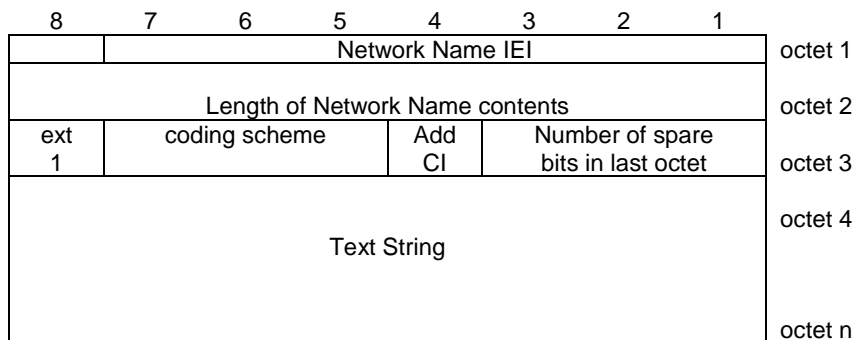 8 7 6 5 4 3 2 1
Network Name IEI octet 1
Length of Network Name contents octet 2
ext coding scheme Add Number of spare
1 CI bits in last octet octet 3
octet 4
Text String
octet n